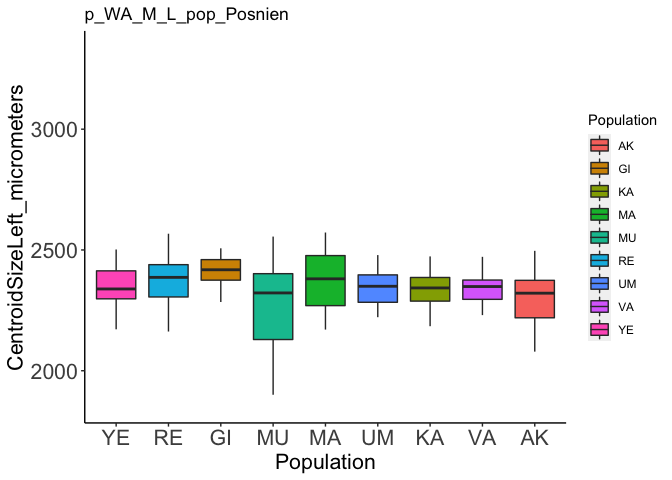 p_WA_M_L_pop_Posnien
CentroidSizeLeft_micrometers
3000
2500
2000
YE RE GI MU MA UM KA VA AK
Population
Population
AK
GI
KA
MA
MU
RE
UM
VA
YE